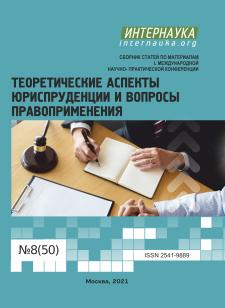 ИНТЕРНАУКА
internauka.org
СБОРНИК СТАТЕЙ ПО МАТЕРИАЛАМ
L МЕЖДУНАРОДНОЙ
НАУЧНО-ПРАКТИЧЕСКОЙ КОНФЕРЕНЦИИ
ТЕОРЕТИЧЕСКИЕ АСПЕКТЫ
ЮРИСПРУДЕНЦИИ И ВОПРОСЫ
ПРАВОПРИМЕНЕНИЯ
№8(50)
ISSN 2541-9889
Москва, 2021